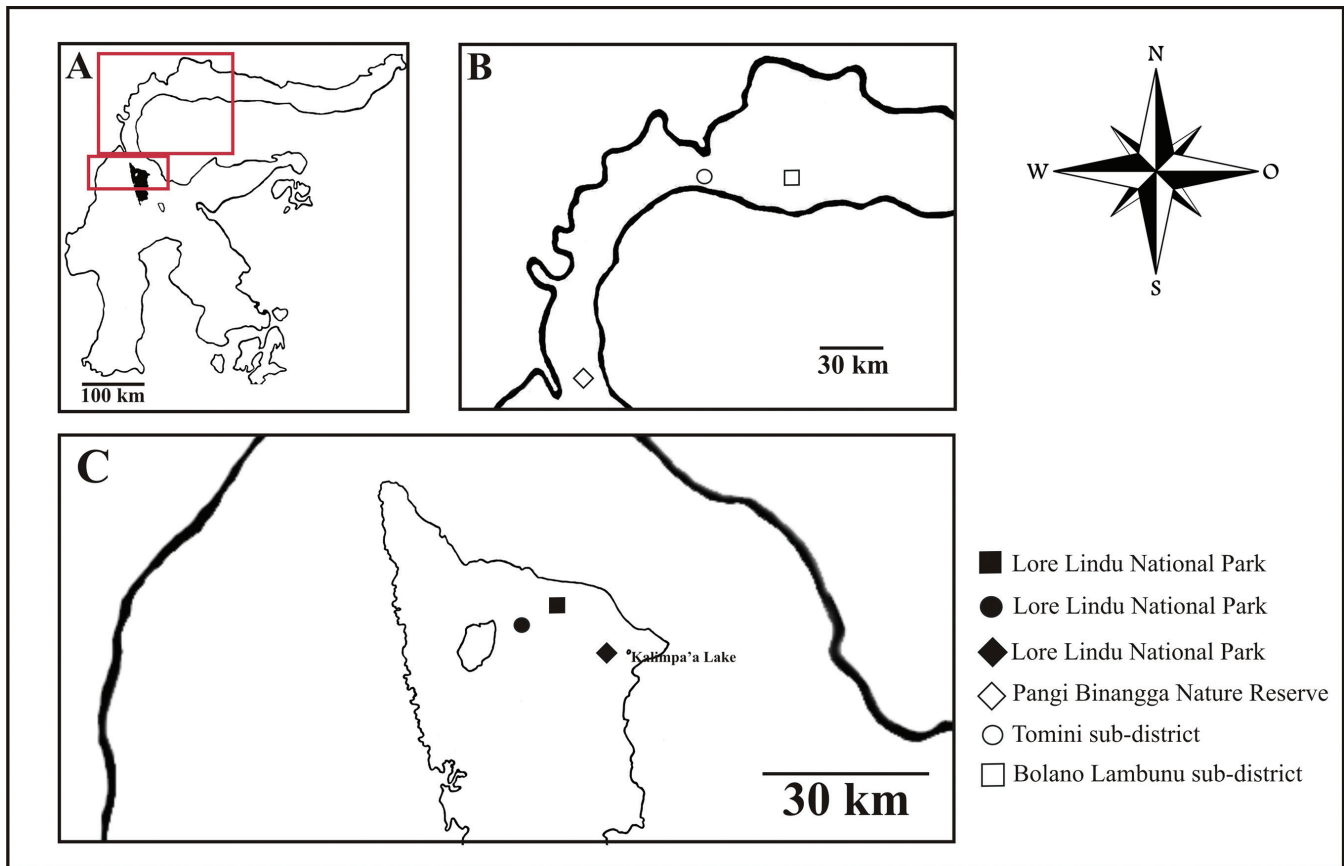 A
100 km
B
30 km
N
W
O
S
C
Kalimpa'a Lake
30 km
Lore Lindu National Park
Lore Lindu National Park
Lore Lindu National Park
Pangi Binangga Nature Reserve
Tomini sub-district
Bolano Lambunu sub-district